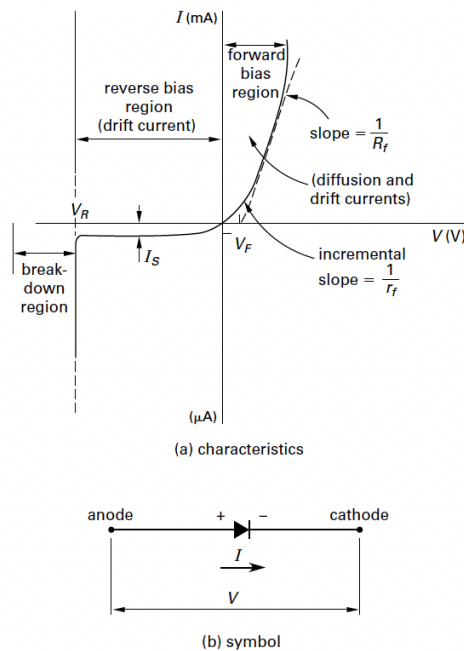 I (mA)
forward
bias
region
reverse bias
region
(drift current)
slope = 1/R_f
(diffusion and
drift currents)
V_R
V_F
V (V)
I_S
break-
down
region
incremental
slope = 1/r_f
(μA)
(a) characteristics
anode
+
−
cathode
I
V
(b) symbol